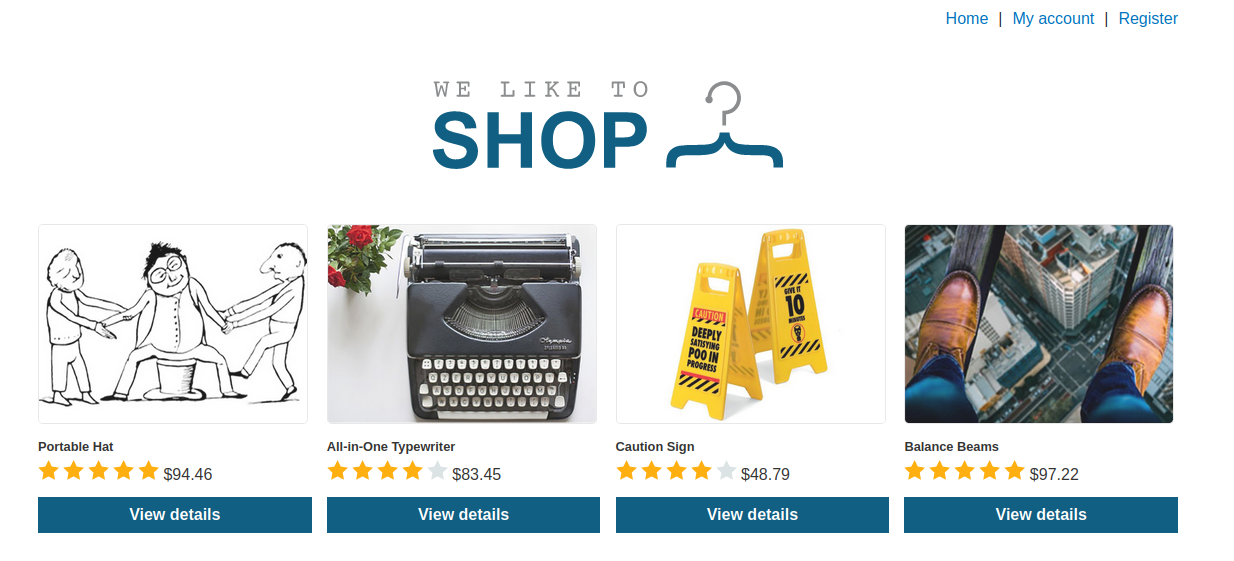 Home | My account | Register
WE LIKE TO
SHOP
CAUTION
DEEPLY
SATISFYING
POO IN
PROGRESS
GIVE IT
10
MINUTES
Olympia
Portable Hat
All-in-One Typewriter
Caution Sign
Balance Beams
$94.46
$83.45
$48.79
$97.22
View details
View details
View details
View details